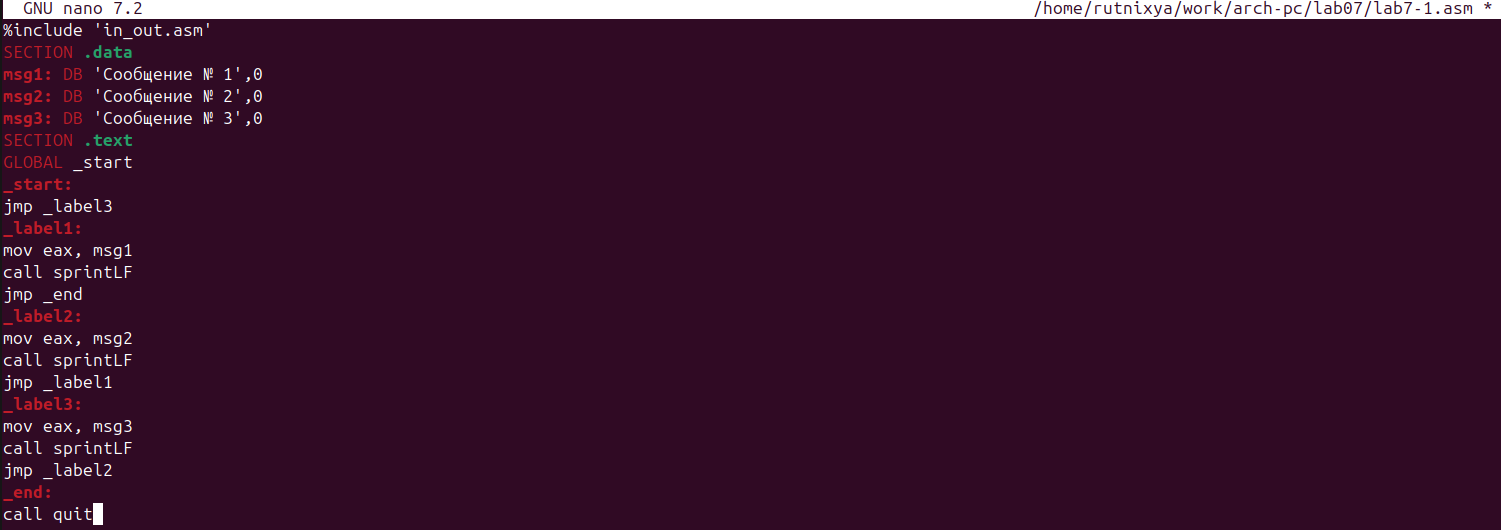 GNU nano 7.2 /home/rutnixya/work/arch-pc/lab07/lab7-1.asm *
%include 'in_out.asm'
SECTION .data
msg1: DB 'Сообщение № 1',0
msg2: DB 'Сообщение № 2',0
msg3: DB 'Сообщение № 3',0
SECTION .text
GLOBAL _start
_start:
jmp _label3
_label1:
mov eax, msg1
call sprintLF
jmp _end
_label2:
mov eax, msg2
call sprintLF
jmp _label1
_label3:
mov eax, msg3
call sprintLF
jmp _label2
_end:
call quit